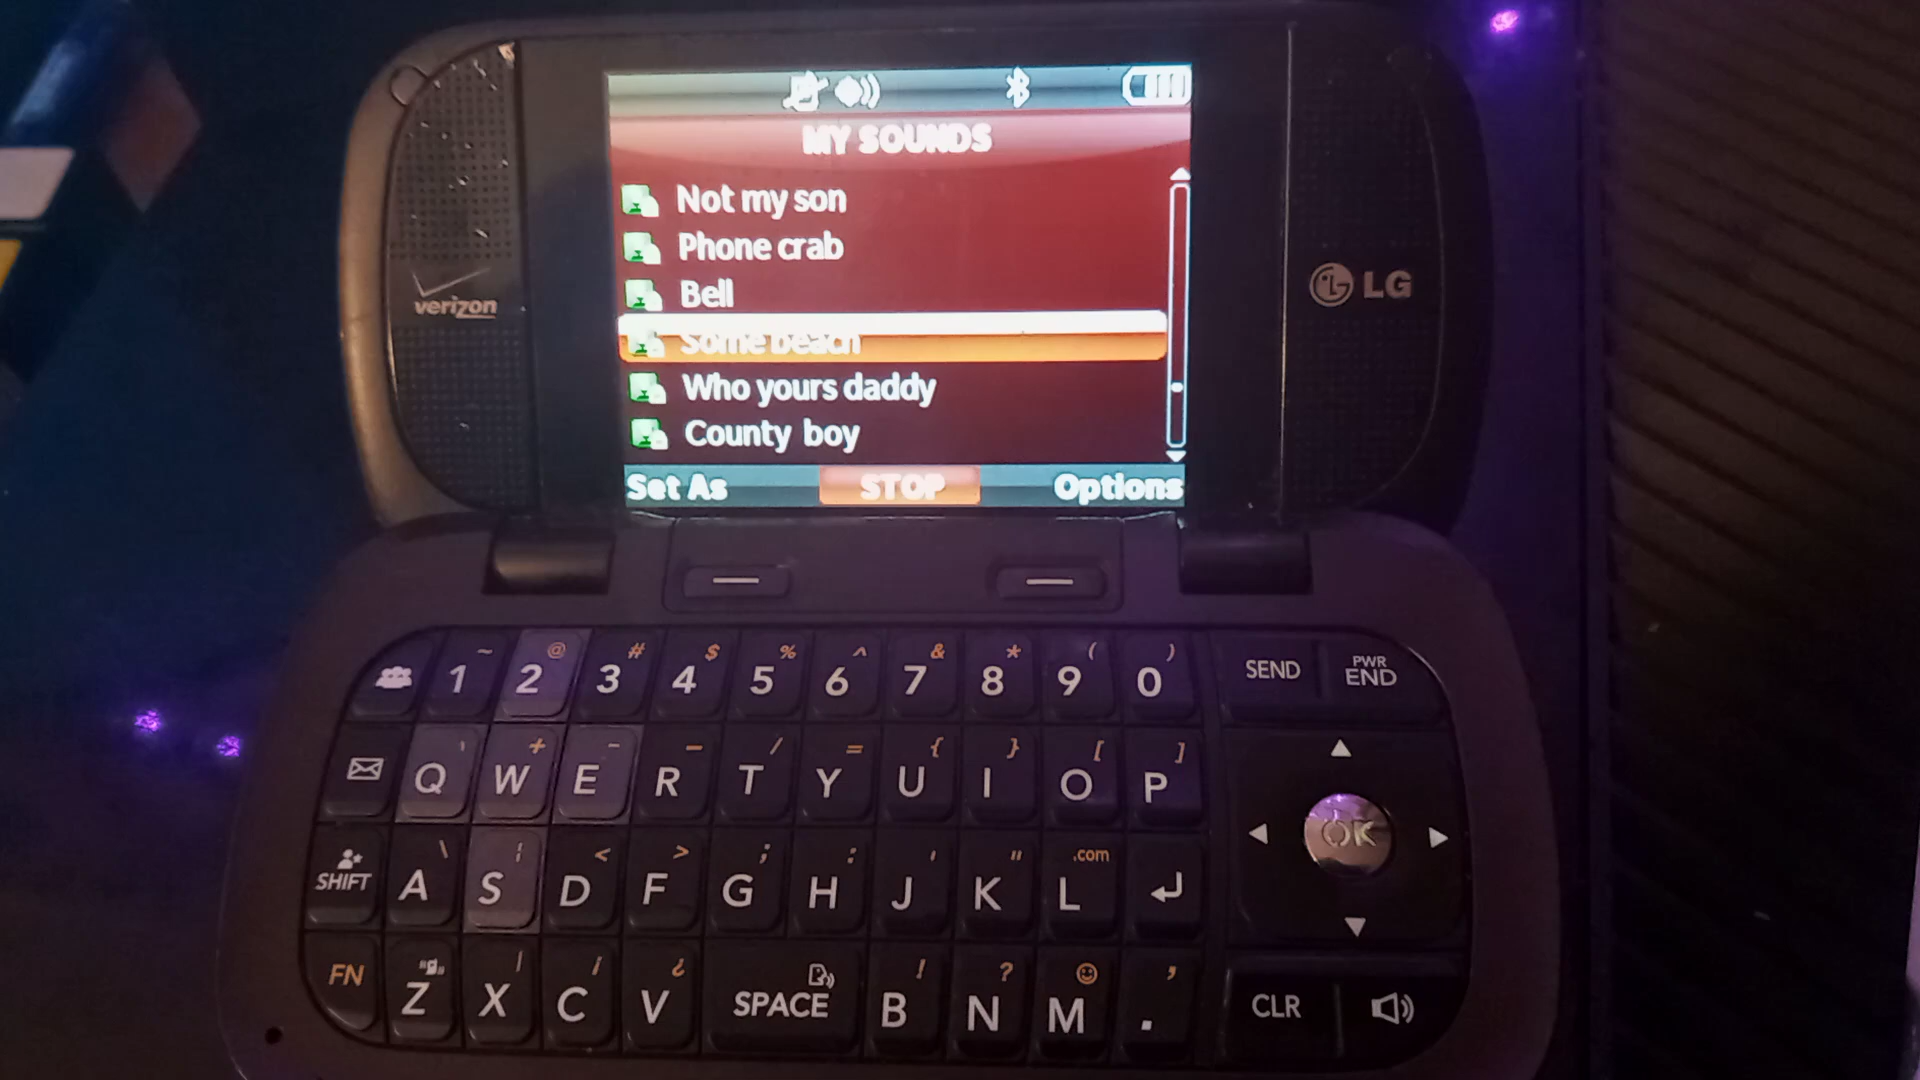 MY SOUNDS
Not my son
Phone crab
Bell
Some beach
Who yours daddy
County boy
Set As STOP Options
verizon
LG
1 ~ 2 @ 3 # 4 $ 5 % 6 ^ 7 & 8 * 9 ( 0 ) SEND PWR END
Q ' W + E - R – T / Y = U { I } O [ P ]
SHIFT A \ S ¦ D < F > G ; H : J ' K " L .com OK
FN Z X | C ¡ V ¿ SPACE B ! N ? M . , CLR